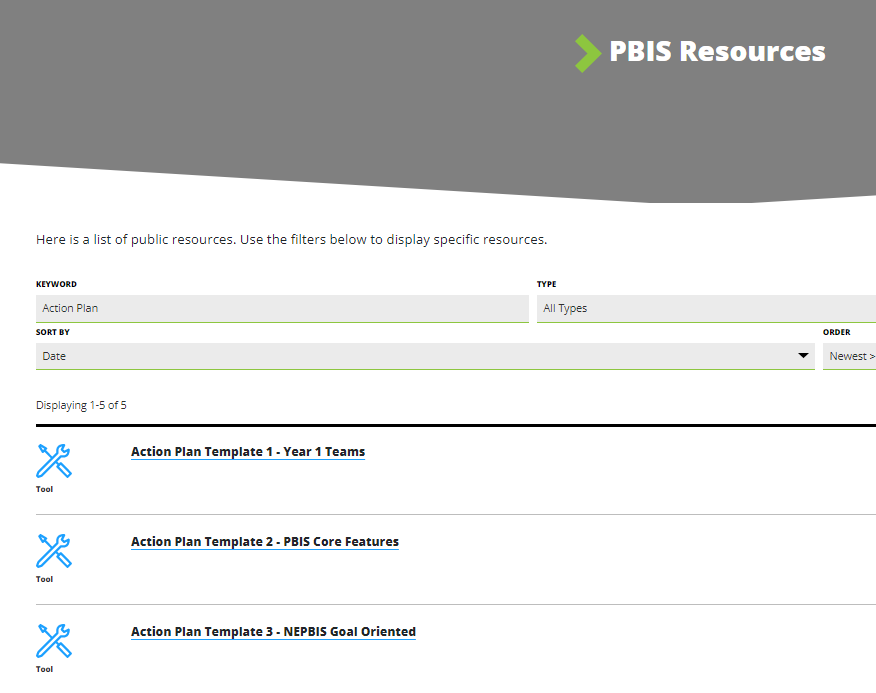 PBIS Resources
Here is a list of public resources. Use the filters below to display specific resources.
KEYWORD
TYPE
Action Plan
All Types
SORT BY
ORDER
Date
Newest >
Displaying 1-5 of 5
Action Plan Template 1 - Year 1 Teams
Tool
Action Plan Template 2 - PBIS Core Features
Tool
Action Plan Template 3 - NEPBIS Goal Oriented
Tool